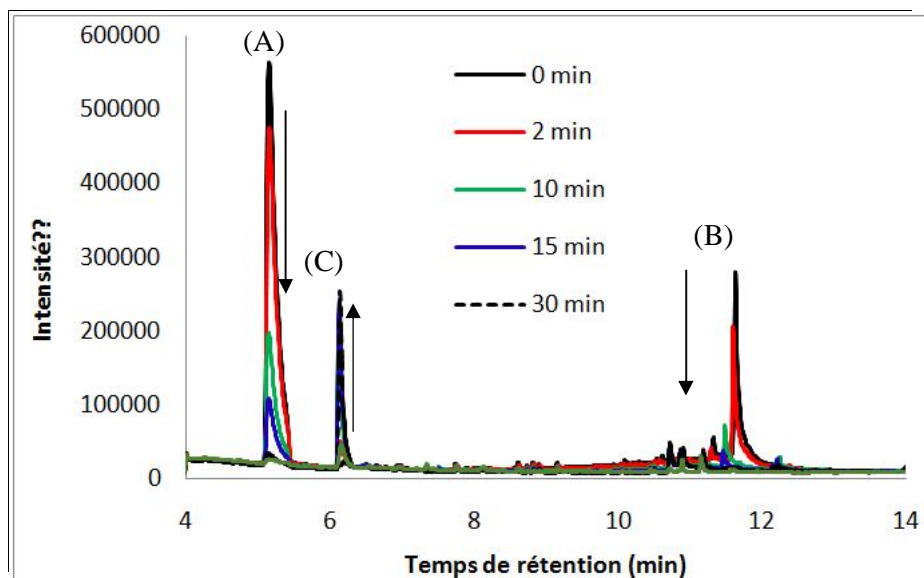 (A)
600000
500000
400000
300000
200000
100000
0
Intensité??
(C)
(B)
0 min
2 min
10 min
15 min
30 min
4 6 8 10 12 14
Temps de rétention (min)